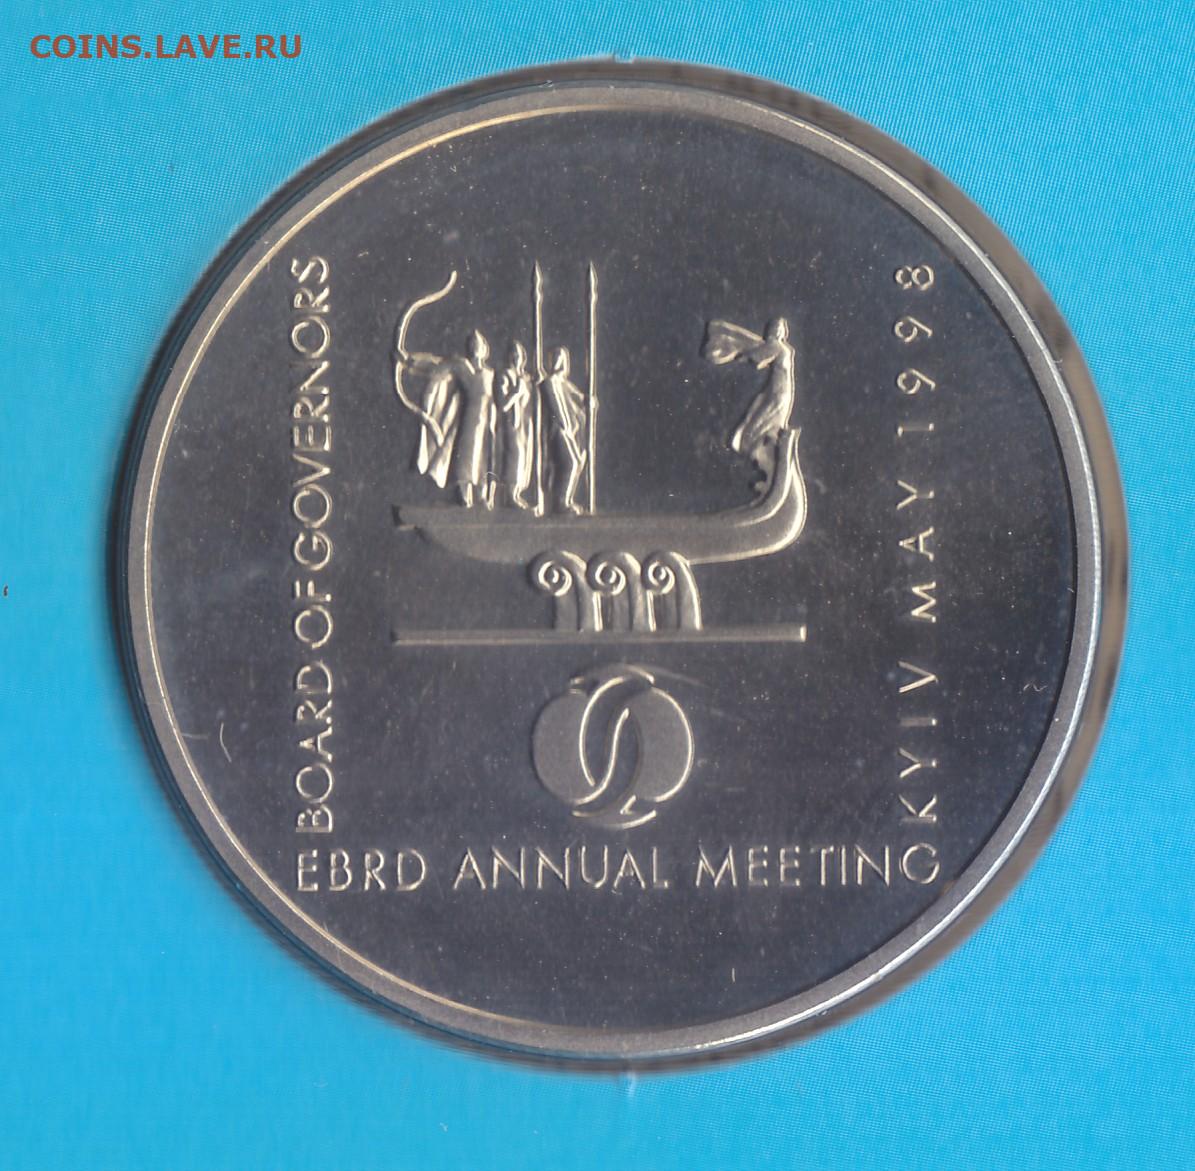 COINS.LAVE.RU
BOARD OF GOVERNORS
EBRD ANNUAL MEETING
KYIV MAY 1998